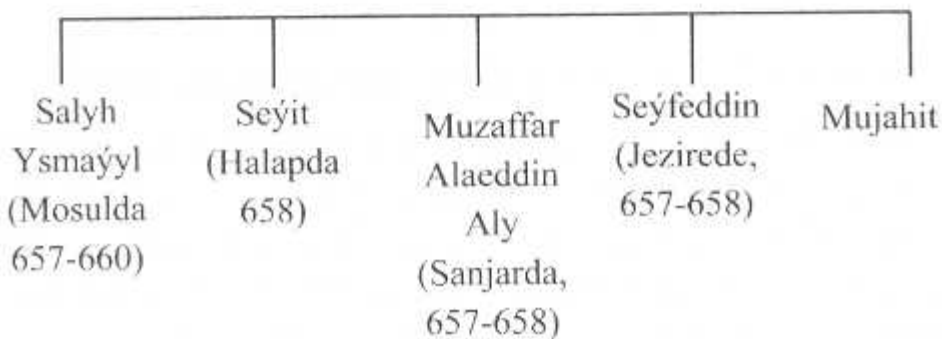 Salyh
Ysmaýyl
(Mosulda
657-660)
Seýit
(Halapda
658)
Muzaffar
Alaeddin
Aly
(Sanjarda,
657-658)
Seýfeddin
(Jezirede,
657-658)
Mujahit